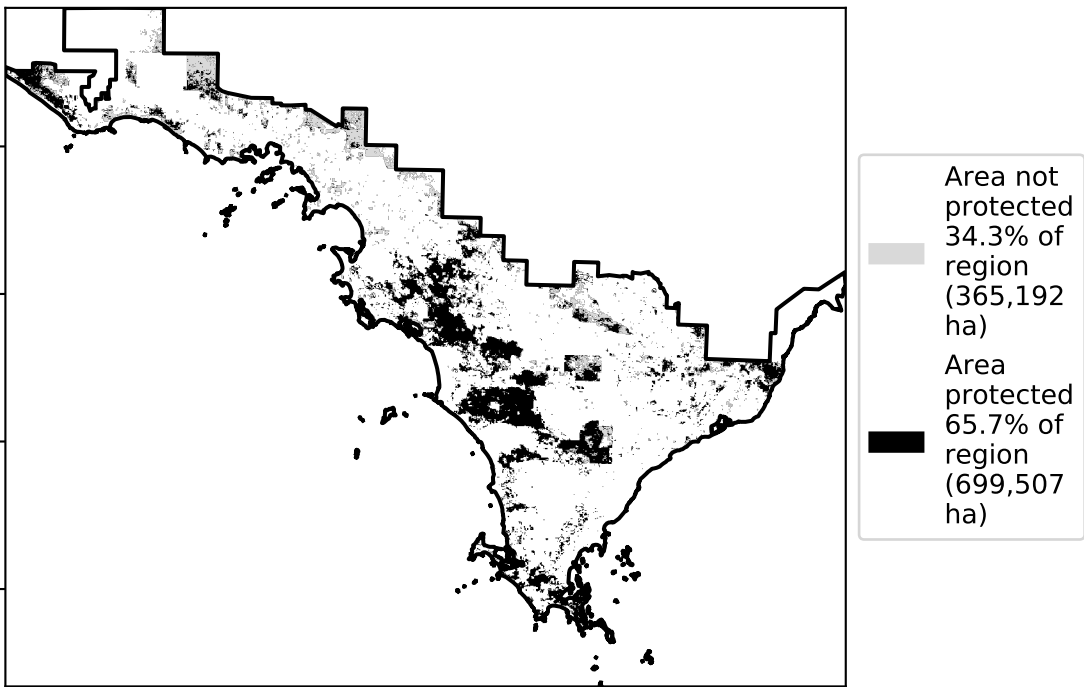 Area not
protected
34.3% of
region
(365,192
ha)
Area
protected
65.7% of
region
(699,507
ha)